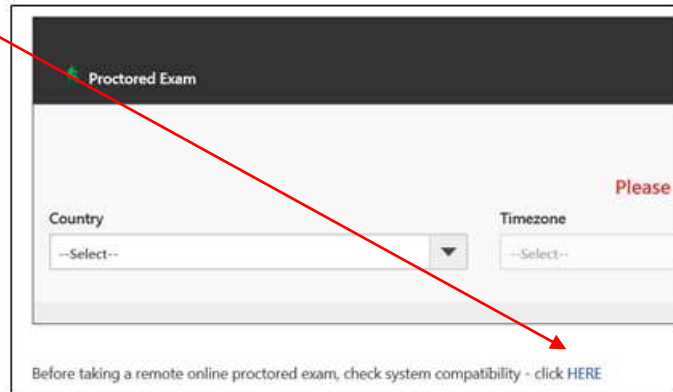 Proctored Exam
Please
Country Timezone
--Select-- --Select--
Before taking a remote online proctored exam, check system compatibility - click HERE